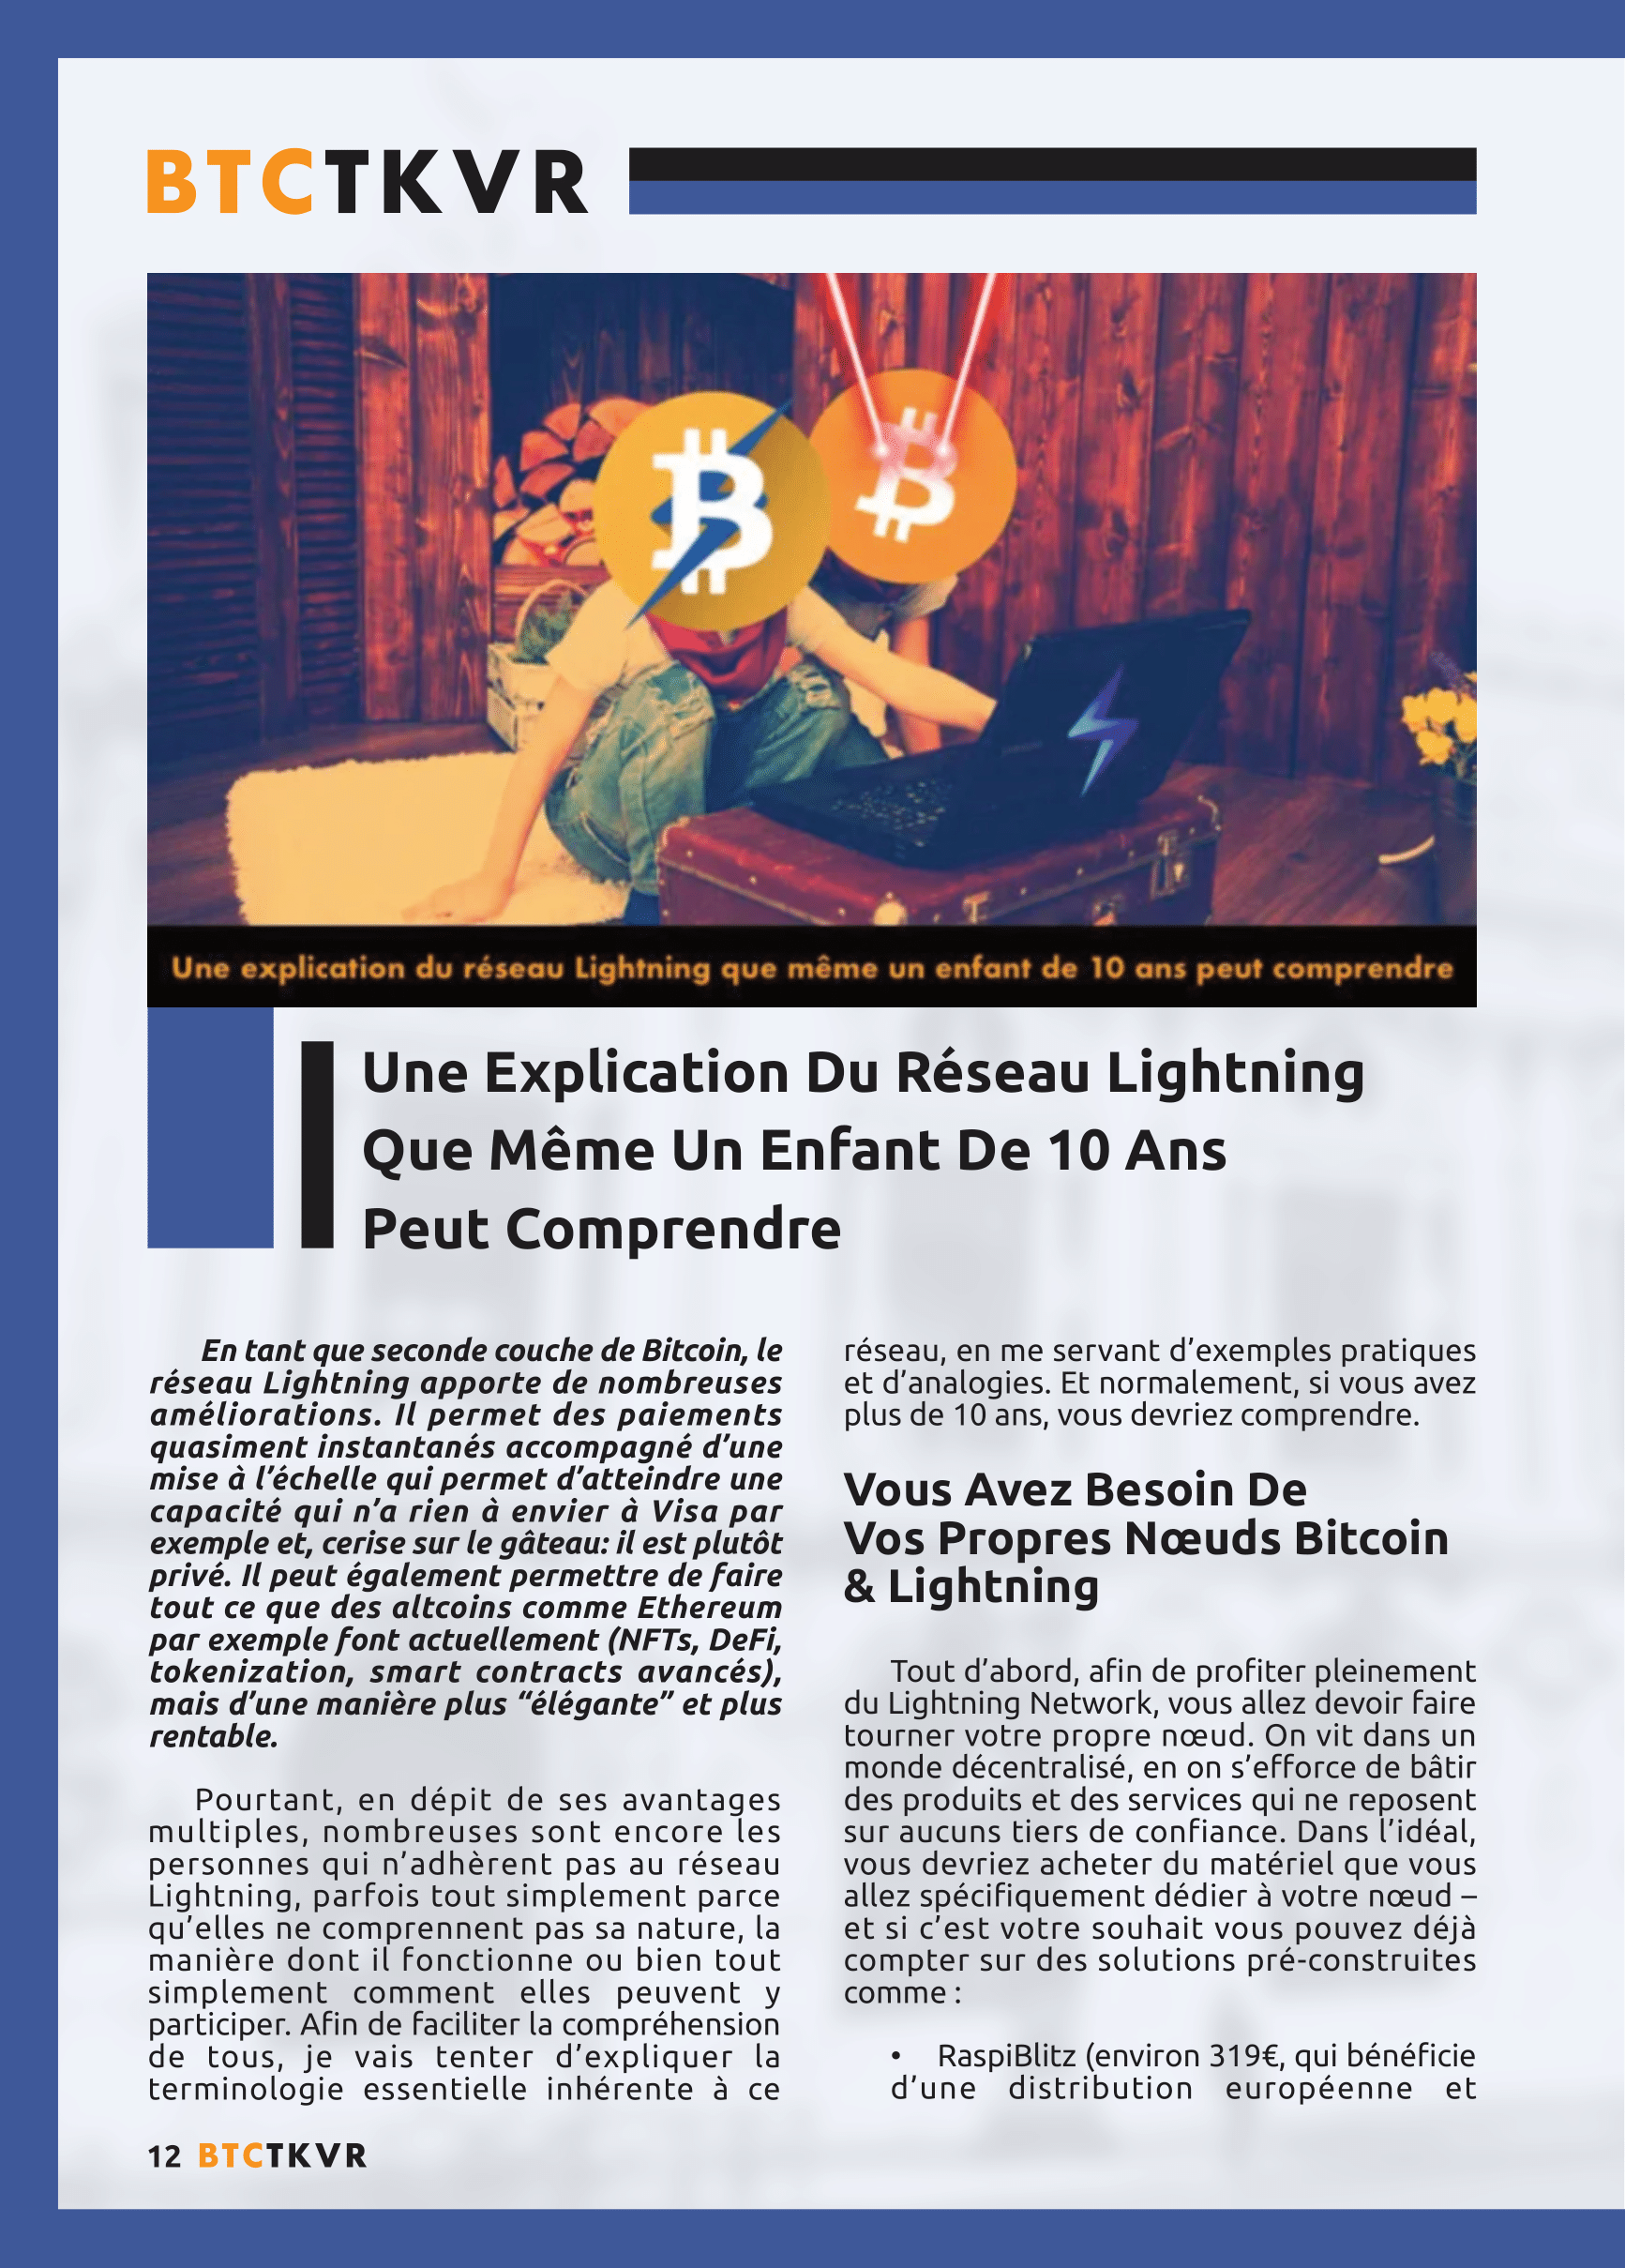 BTCTKVR
Une explication du réseau Lightning que même un enfant de 10 ans peut comprendre
Une Explication Du Réseau Lightning
Que Même Un Enfant De 10 Ans
Peut Comprendre
En tant que seconde couche de Bitcoin, le
réseau Lightning apporte de nombreuses
améliorations. Il permet des paiements
quasiment instantanés accompagné d’une
mise à l’échelle qui permet d’atteindre une
capacité qui n’a rien à envier à Visa par
exemple et, cerise sur le gâteau: il est plutôt
privé. Il peut également permettre de faire
tout ce que des altcoins comme Ethereum
par exemple font actuellement (NFTs, DeFi,
tokenization, smart contracts avancés),
mais d’une manière plus “élégante” et plus
rentable.
Pourtant, en dépit de ses avantages
multiples, nombreuses sont encore les
personnes qui n’adhèrent pas au réseau
Lightning, parfois tout simplement parce
qu’elles ne comprennent pas sa nature, la
manière dont il fonctionne ou bien tout
simplement comment elles peuvent y
participer. Afin de faciliter la compréhension
de tous, je vais tenter d’expliquer la
terminologie essentielle inhérente à ce
réseau, en me servant d’exemples pratiques
et d’analogies. Et normalement, si vous avez
plus de 10 ans, vous devriez comprendre.
Vous Avez Besoin De
Vos Propres Nœuds Bitcoin
& Lightning
Tout d’abord, afin de profiter pleinement
du Lightning Network, vous allez devoir faire
tourner votre propre nœud. On vit dans un
monde décentralisé, en on s’efforce de bâtir
des produits et des services qui ne reposent
sur aucuns tiers de confiance. Dans l’idéal,
vous devriez acheter du matériel que vous
allez spécifiquement dédier à votre nœud –
et si c’est votre souhait vous pouvez déjà
compter sur des solutions pré-construites
comme :
• RaspiBlitz (environ 319€, qui bénéficie
d’une distribution européenne et
12 BTCTKVR